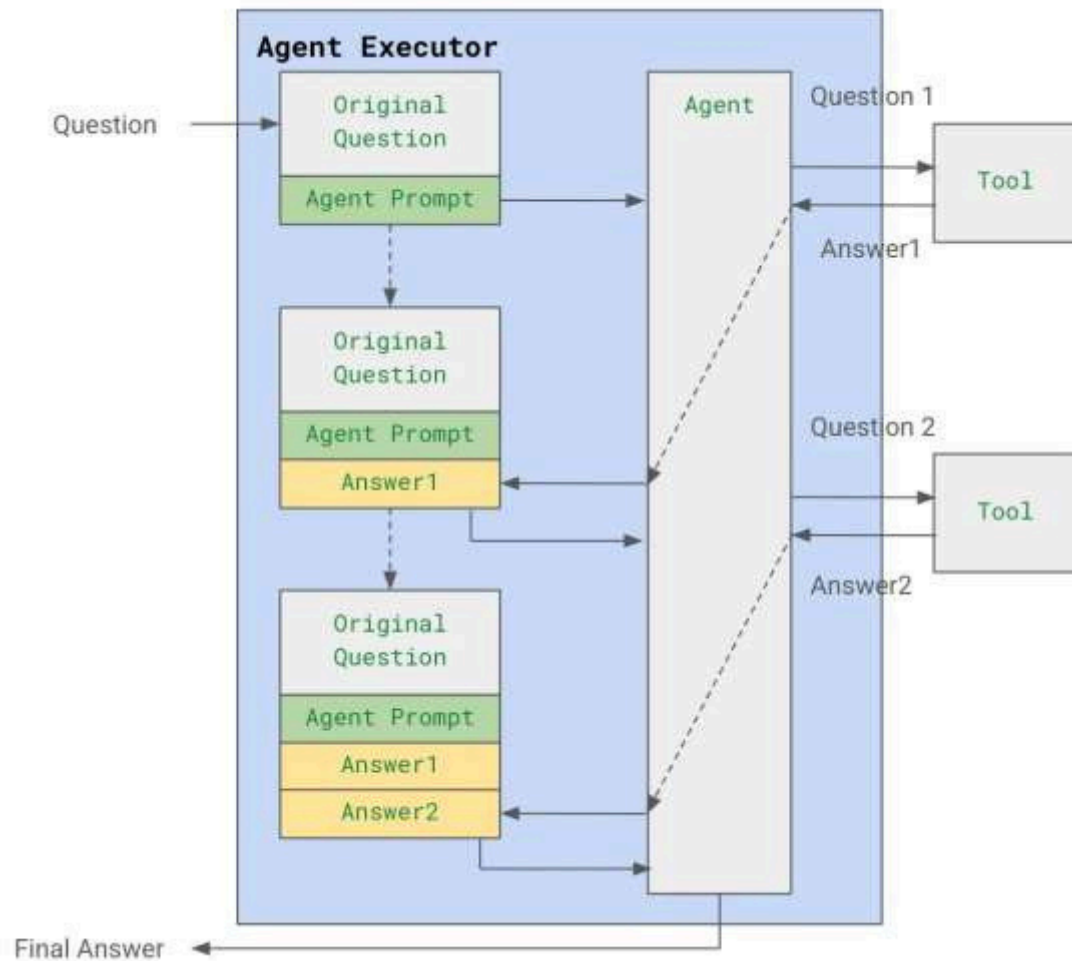 Agent Executor
Question
Original
Question
Agent Prompt
Agent
Question 1
Tool
Answer1
Original
Question
Agent Prompt
Answer1
Question 2
Tool
Answer2
Original
Question
Agent Prompt
Answer1
Answer2
Final Answer